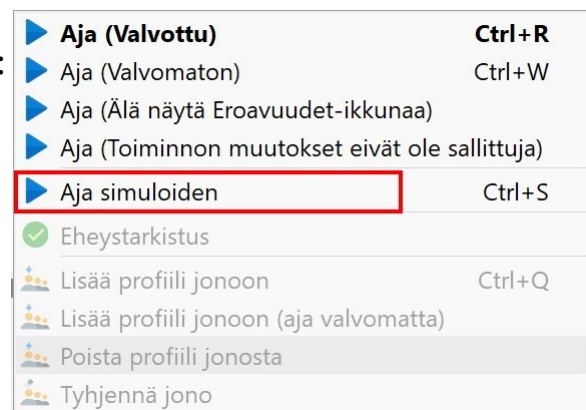 :
Aja (Valvottu) Ctrl+R
Aja (Valvomaton) Ctrl+W
Aja (Älä näytä Eroavuudet-ikkunaa)
Aja (Toiminnon muutokset eivät ole sallittuja)
Aja simuloiden Ctrl+S
Eheystarkistus
Lisää profiili jonoon Ctrl+Q
Lisää profiili jonoon (aja valvomatta)
Poista profiili jonosta
Tyhjennä jono